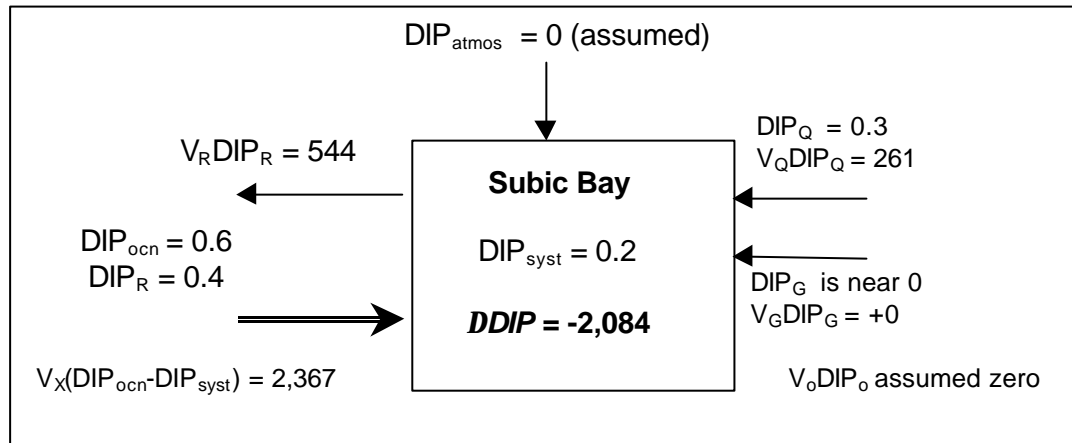 DIPatmos = 0 (assumed)
VRDIPR = 544
DIPocn = 0.6
DIPR = 0.4
VX(DIPocn-DIPsyst) = 2,367
Subic Bay
DIPsyst = 0.2
DDIP = -2,084
DIPQ = 0.3
VQDIPQ = 261
DIPG is near 0
VGDIPG = +0
VoDIPo assumed zero